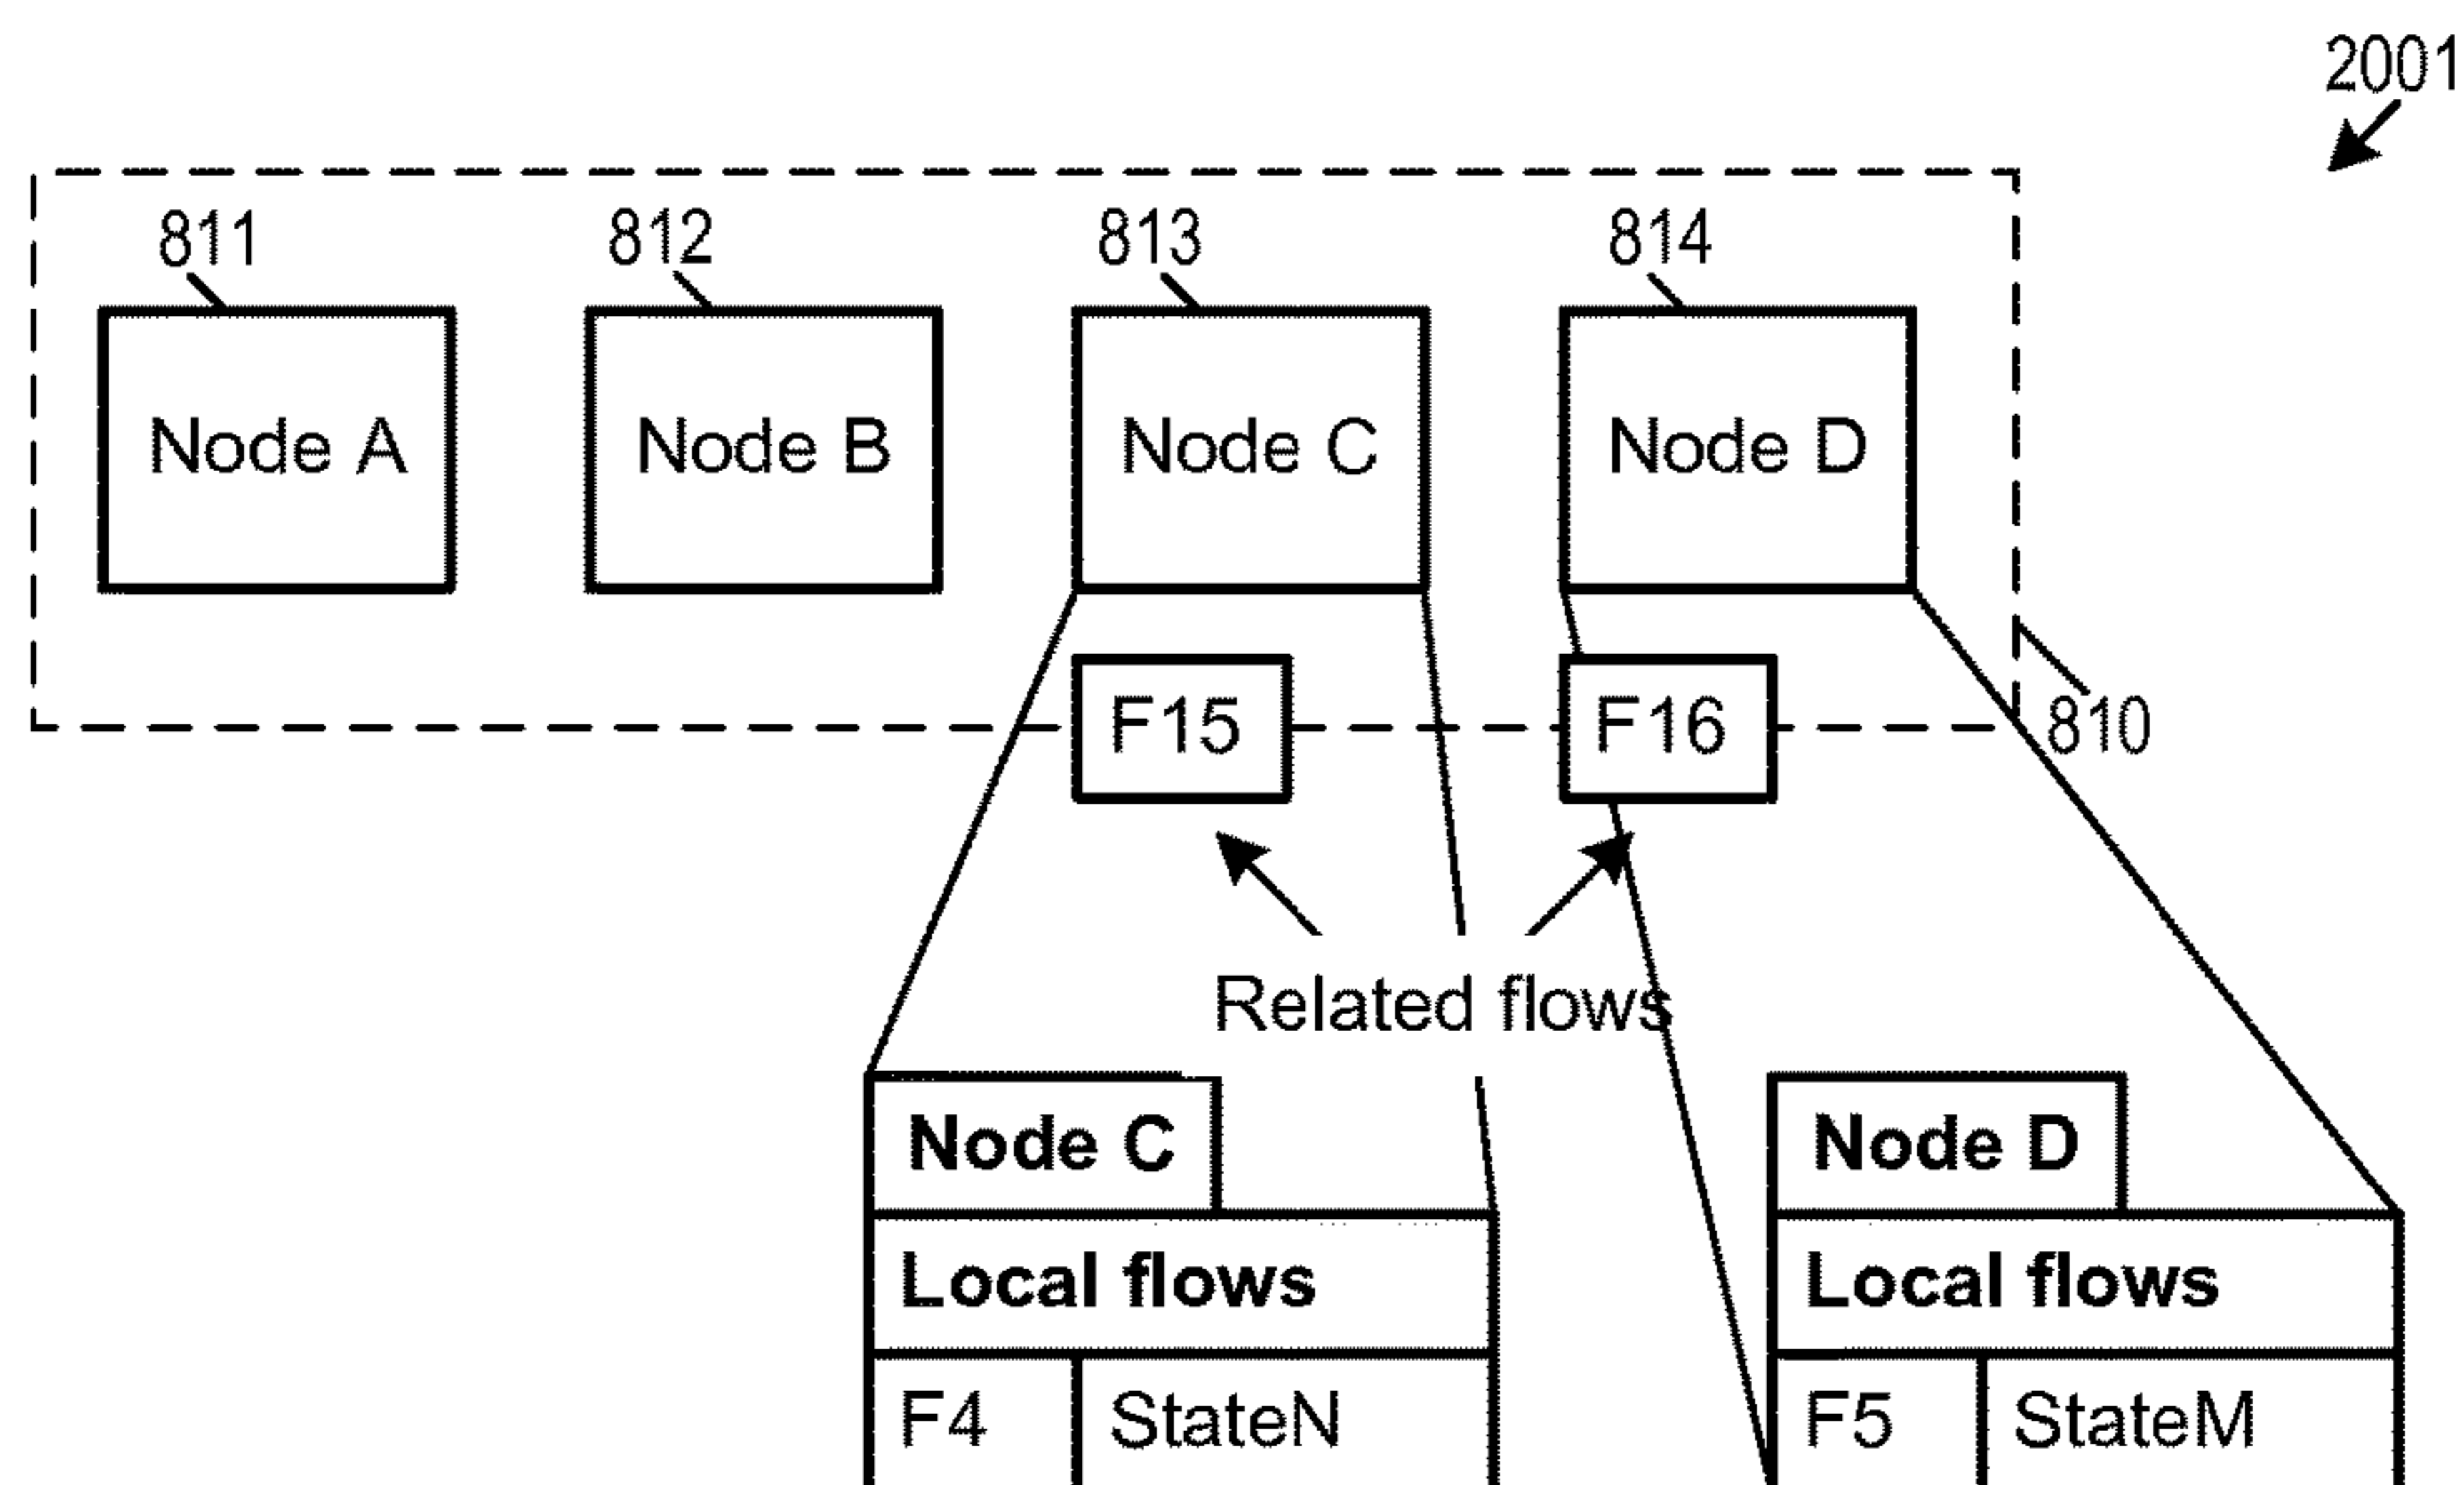 2001
811 812 813 814
Node A Node B Node C Node D
F15 F16 810
Related flows
Node C Node D
Local flows Local flows
F4 StateN F5 StateM